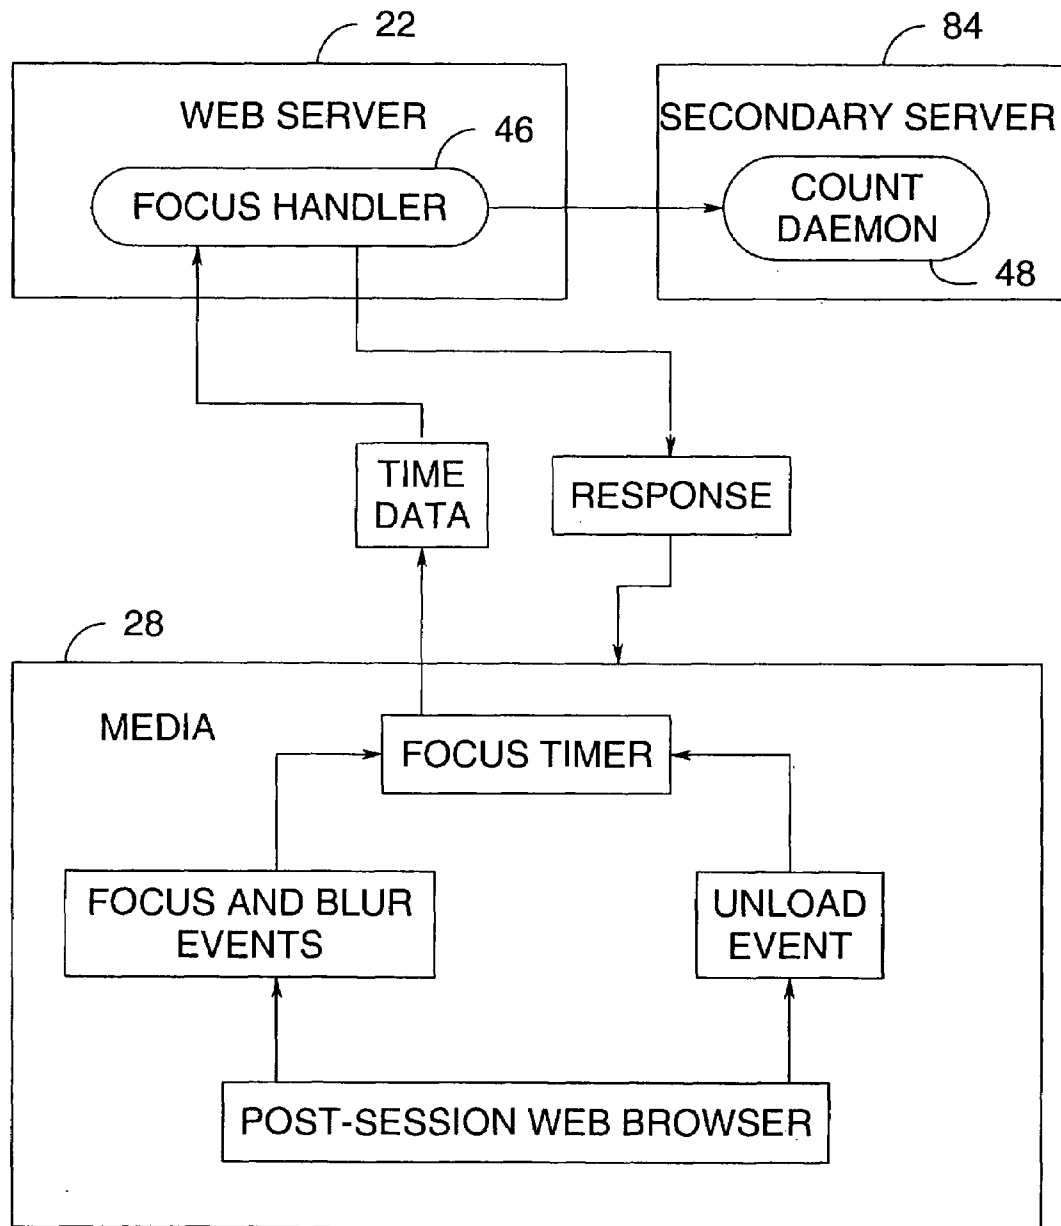 22
84
WEB SERVER
SECONDARY SERVER
46
FOCUS HANDLER
COUNT
DAEMON
48
TIME
DATA
RESPONSE
28
MEDIA
FOCUS TIMER
FOCUS AND BLUR
EVENTS
UNLOAD
EVENT
POST-SESSION WEB BROWSER